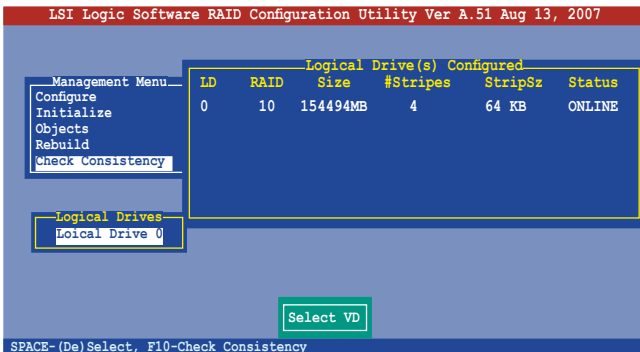 LSI Logic Software RAID Configuration Utility Ver A.51 Aug 13, 2007
Logical Drive(s) Configured
LD RAID Size #Stripes StripSz Status
0 10 154494MB 4 64 KB ONLINE
Management Menu
Configure
Initialize
Objects
Rebuild
Check Consistency
Logical Drives
Loical Drive 0
Select VD
SPACE-(De)Select, F10-Check Consistency